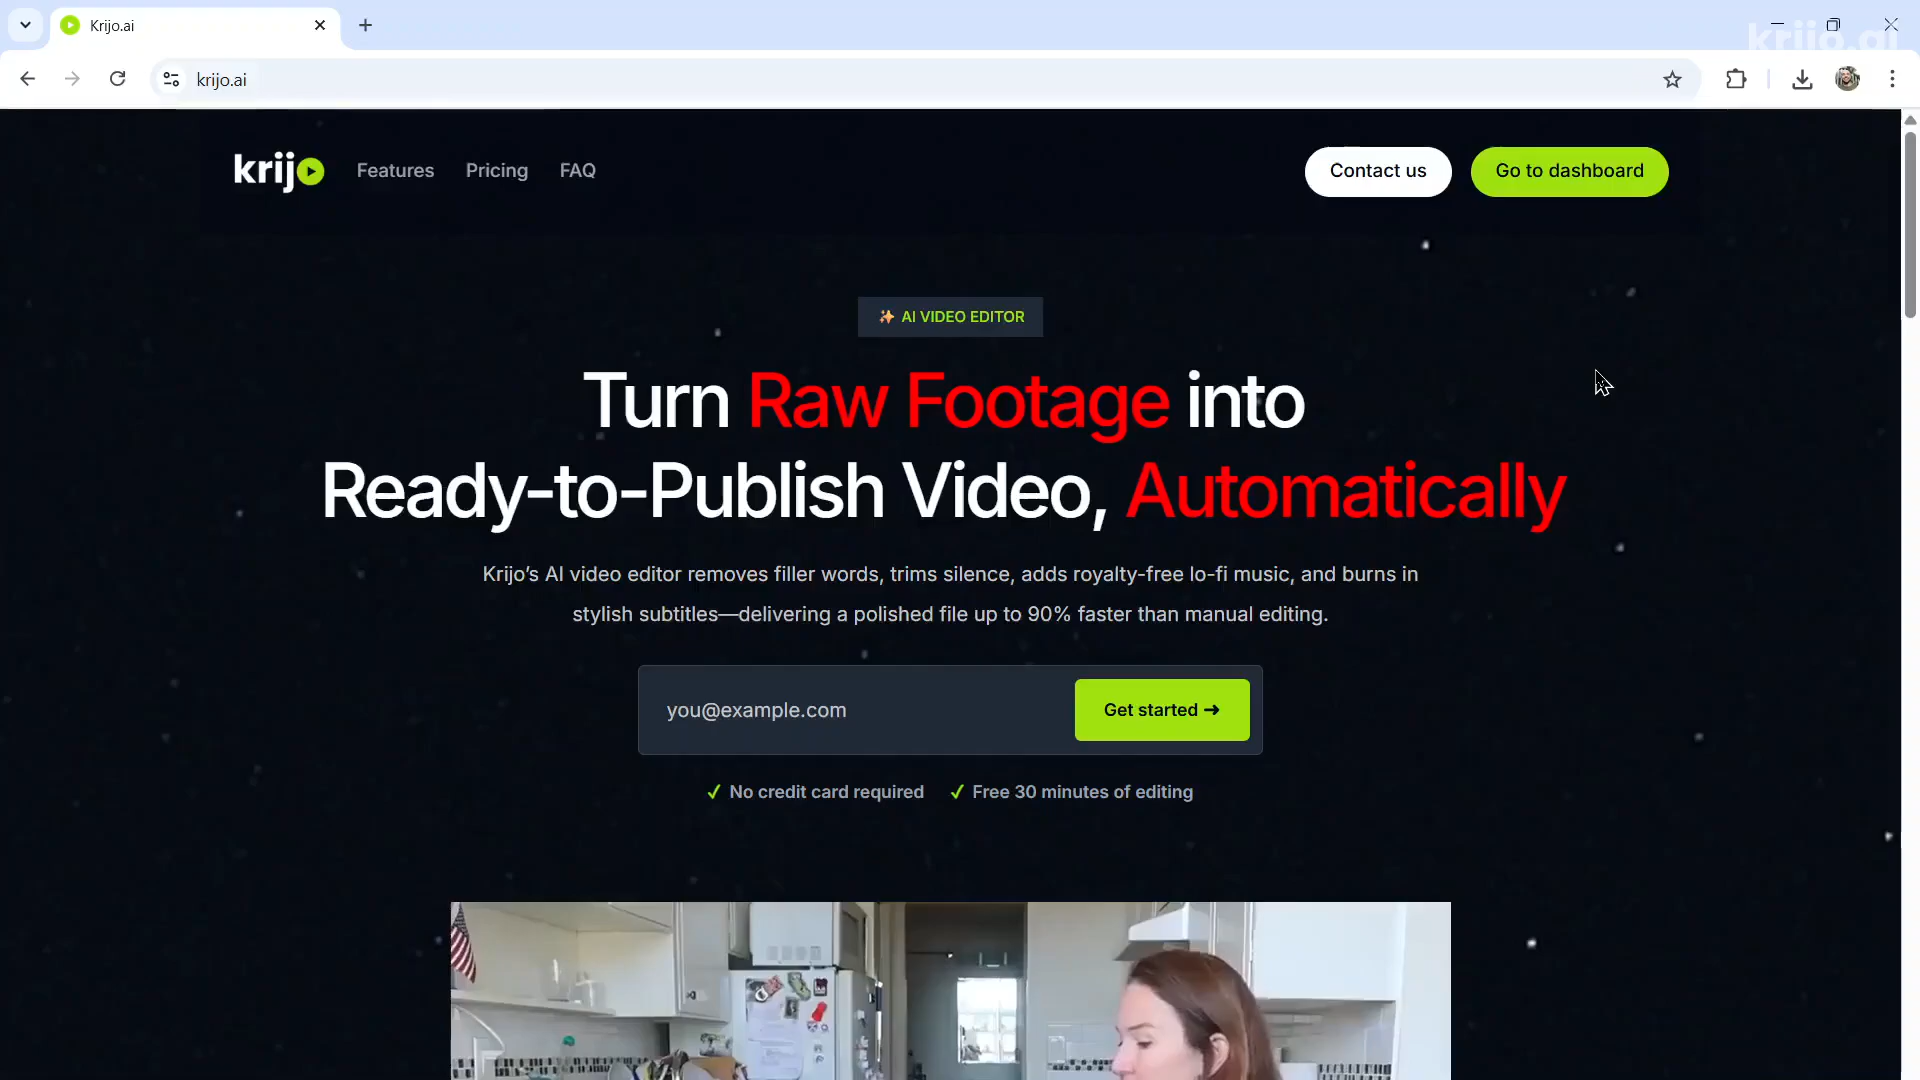 Krijo.ai
krijo.ai
krijo.ai
krijo
Features
Pricing
FAQ
Contact us
Go to dashboard
✨ AI VIDEO EDITOR
Turn Raw Footage into
Ready-to-Publish Video, Automatically
Krijo’s AI video editor removes filler words, trims silence, adds royalty-free lo-fi music, and burns in
stylish subtitles—delivering a polished file up to 90% faster than manual editing.
you@example.com
Get started ➜
✓ No credit card required
✓ Free 30 minutes of editing